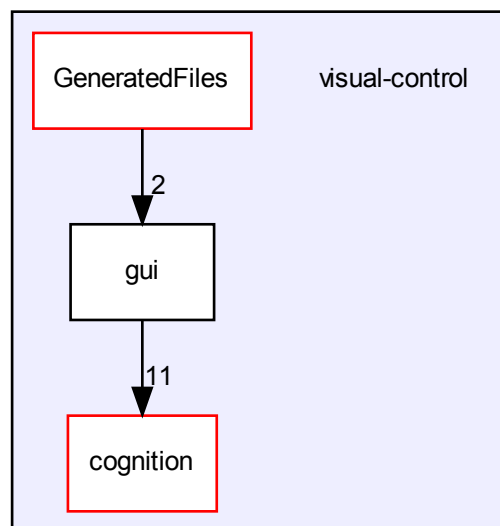 GeneratedFiles
visual-control
2
gui
11
cognition